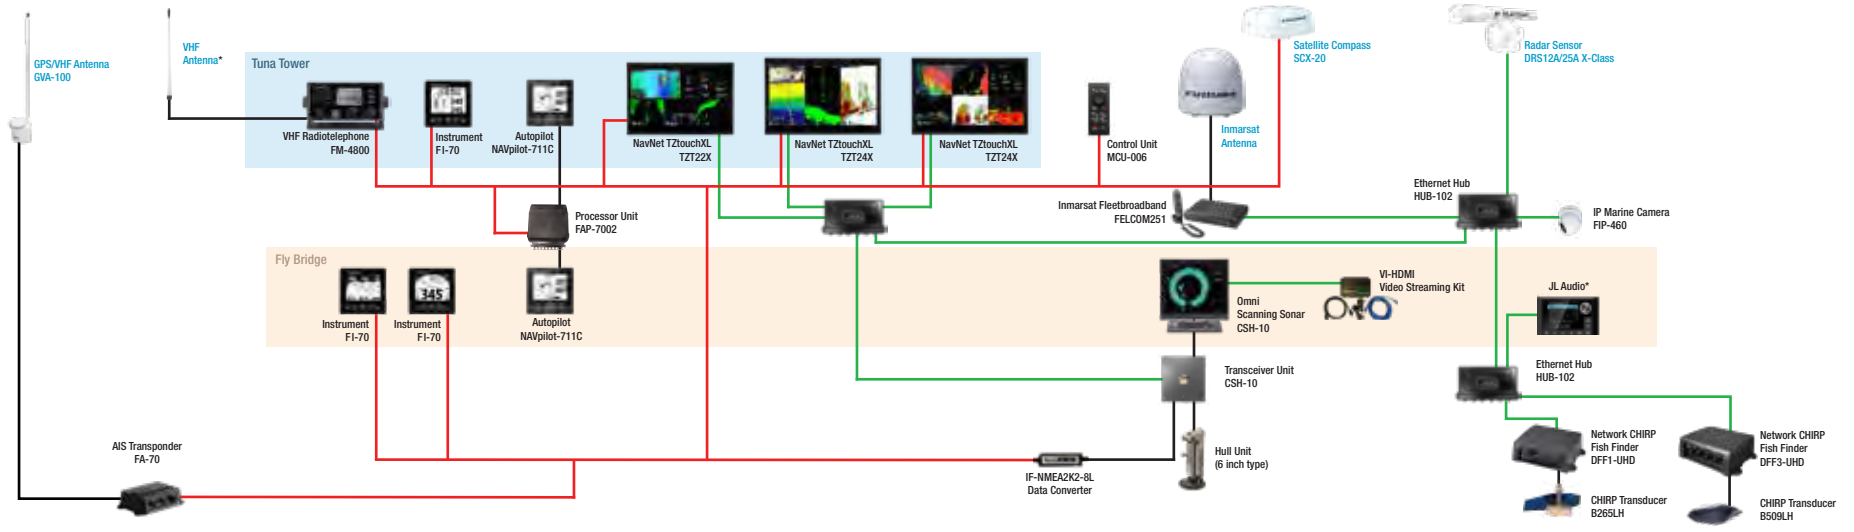 GPS/VHF Antenna
GVA-100
VHF
Antenna*
Tuna Tower
VHF Radiotelephone
FM-4800
Instrument
FI-70
Autopilot
NAVpilot-711C
NavNet TZtouchXL
TZT22X
NavNet TZtouchXL
TZT24X
NavNet TZtouchXL
TZT24X
Control Unit
MCU-006
Satellite Compass
SCX-20
Inmarsat
Antenna
Radar Sensor
DRS12A/25A X-Class
Processor Unit
FAP-7002
Inmarsat Fleetbroadband
FELCOM251
Ethernet Hub
HUB-102
IP Marine Camera
FIP-460
Fly Bridge
Instrument
FI-70
345
Instrument
FI-70
Autopilot
NAVpilot-711C
Omni
Scanning Sonar
CSH-10
VI-HDMI
Video Streaming Kit
JL Audio*
Transceiver Unit
CSH-10
Ethernet Hub
HUB-102
AIS Transponder
FA-70
IF-NMEA2K2-8L
Data Converter
Hull Unit
(6 inch type)
Network CHIRP
Fish Finder
DFF1-UHD
Network CHIRP
Fish Finder
DFF3-UHD
CHIRP Transducer
B265LH
CHIRP Transducer
B509LH